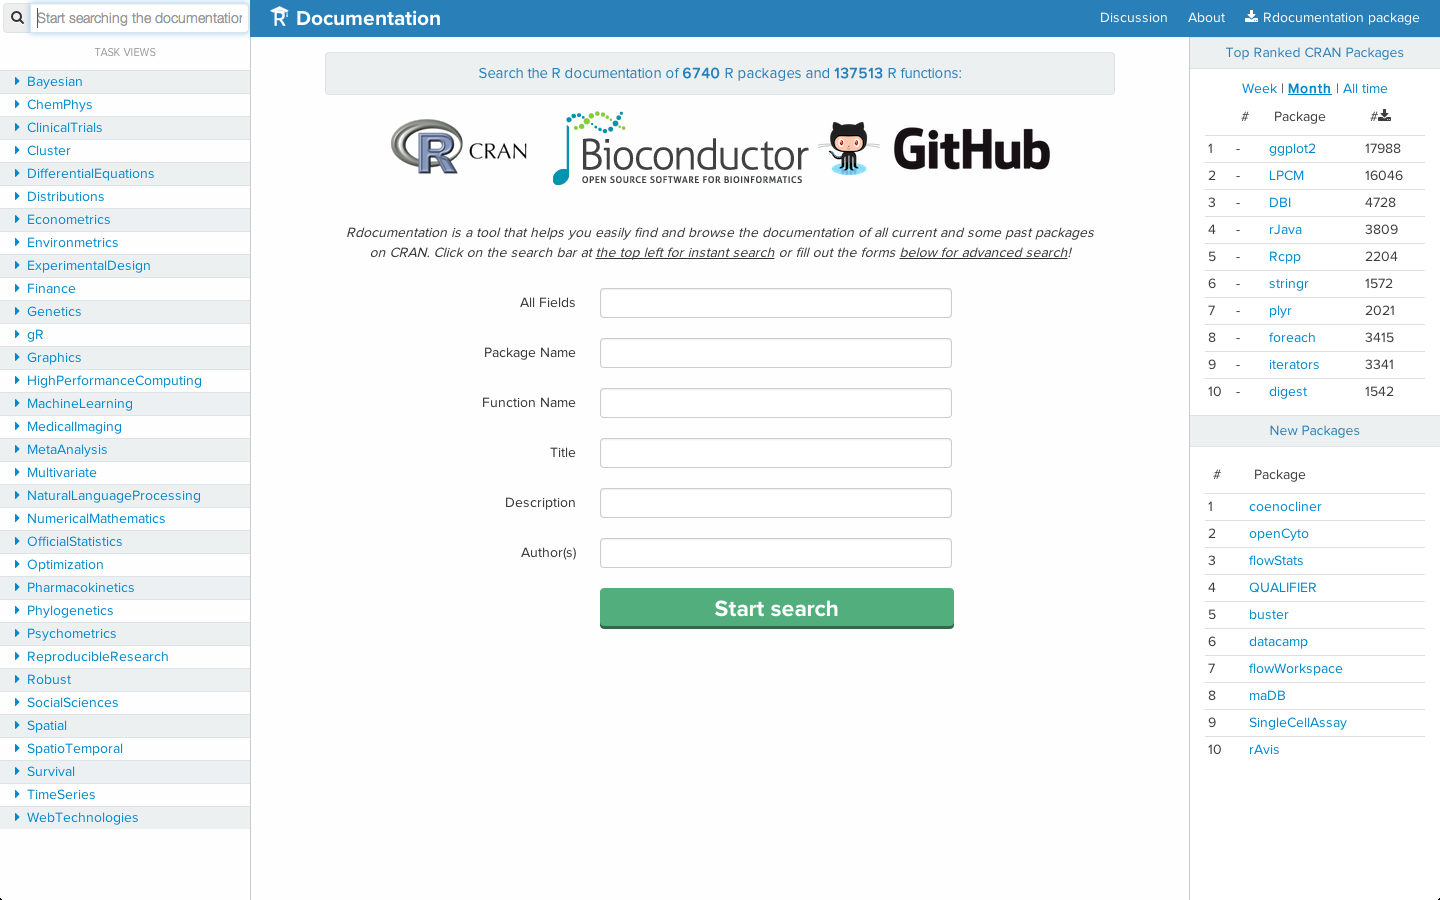 Start searching the documentation
TASK VIEWS
Bayesian
ChemPhys
ClinicalTrials
Cluster
DifferentialEquations
Distributions
Econometrics
Environmetrics
ExperimentalDesign
Finance
Genetics
gR
Graphics
HighPerformanceComputing
MachineLearning
MedicalImaging
MetaAnalysis
Multivariate
NaturalLanguageProcessing
NumericalMathematics
OfficialStatistics
Optimization
Pharmacokinetics
Phylogenetics
Psychometrics
ReproducibleResearch
Robust
SocialSciences
Spatial
SpatioTemporal
Survival
TimeSeries
WebTechnologies
R Documentation
Discussion About Rdocumentation package
Search the R documentation of 6740 R packages and 137513 R functions:
R CRAN
Bioconductor
OPEN SOURCE SOFTWARE FOR BIOINFORMATICS
GitHub
Rdocumentation is a tool that helps you easily find and browse the documentation of all current and some past packages
on CRAN. Click on the search bar at the top left for instant search or fill out the forms below for advanced search!
All Fields
Package Name
Function Name
Title
Description
Author(s)
Start search
Top Ranked CRAN Packages
Week | Month | All time
# Package #
1 - ggplot2 17988
2 - LPCM 16046
3 - DBI 4728
4 - rJava 3809
5 - Rcpp 2204
6 - stringr 1572
7 - plyr 2021
8 - foreach 3415
9 - iterators 3341
10 - digest 1542
New Packages
# Package
1 coenocliner
2 openCyto
3 flowStats
4 QUALIFIER
5 buster
6 datacamp
7 flowWorkspace
8 maDB
9 SingleCellAssay
10 rAvis